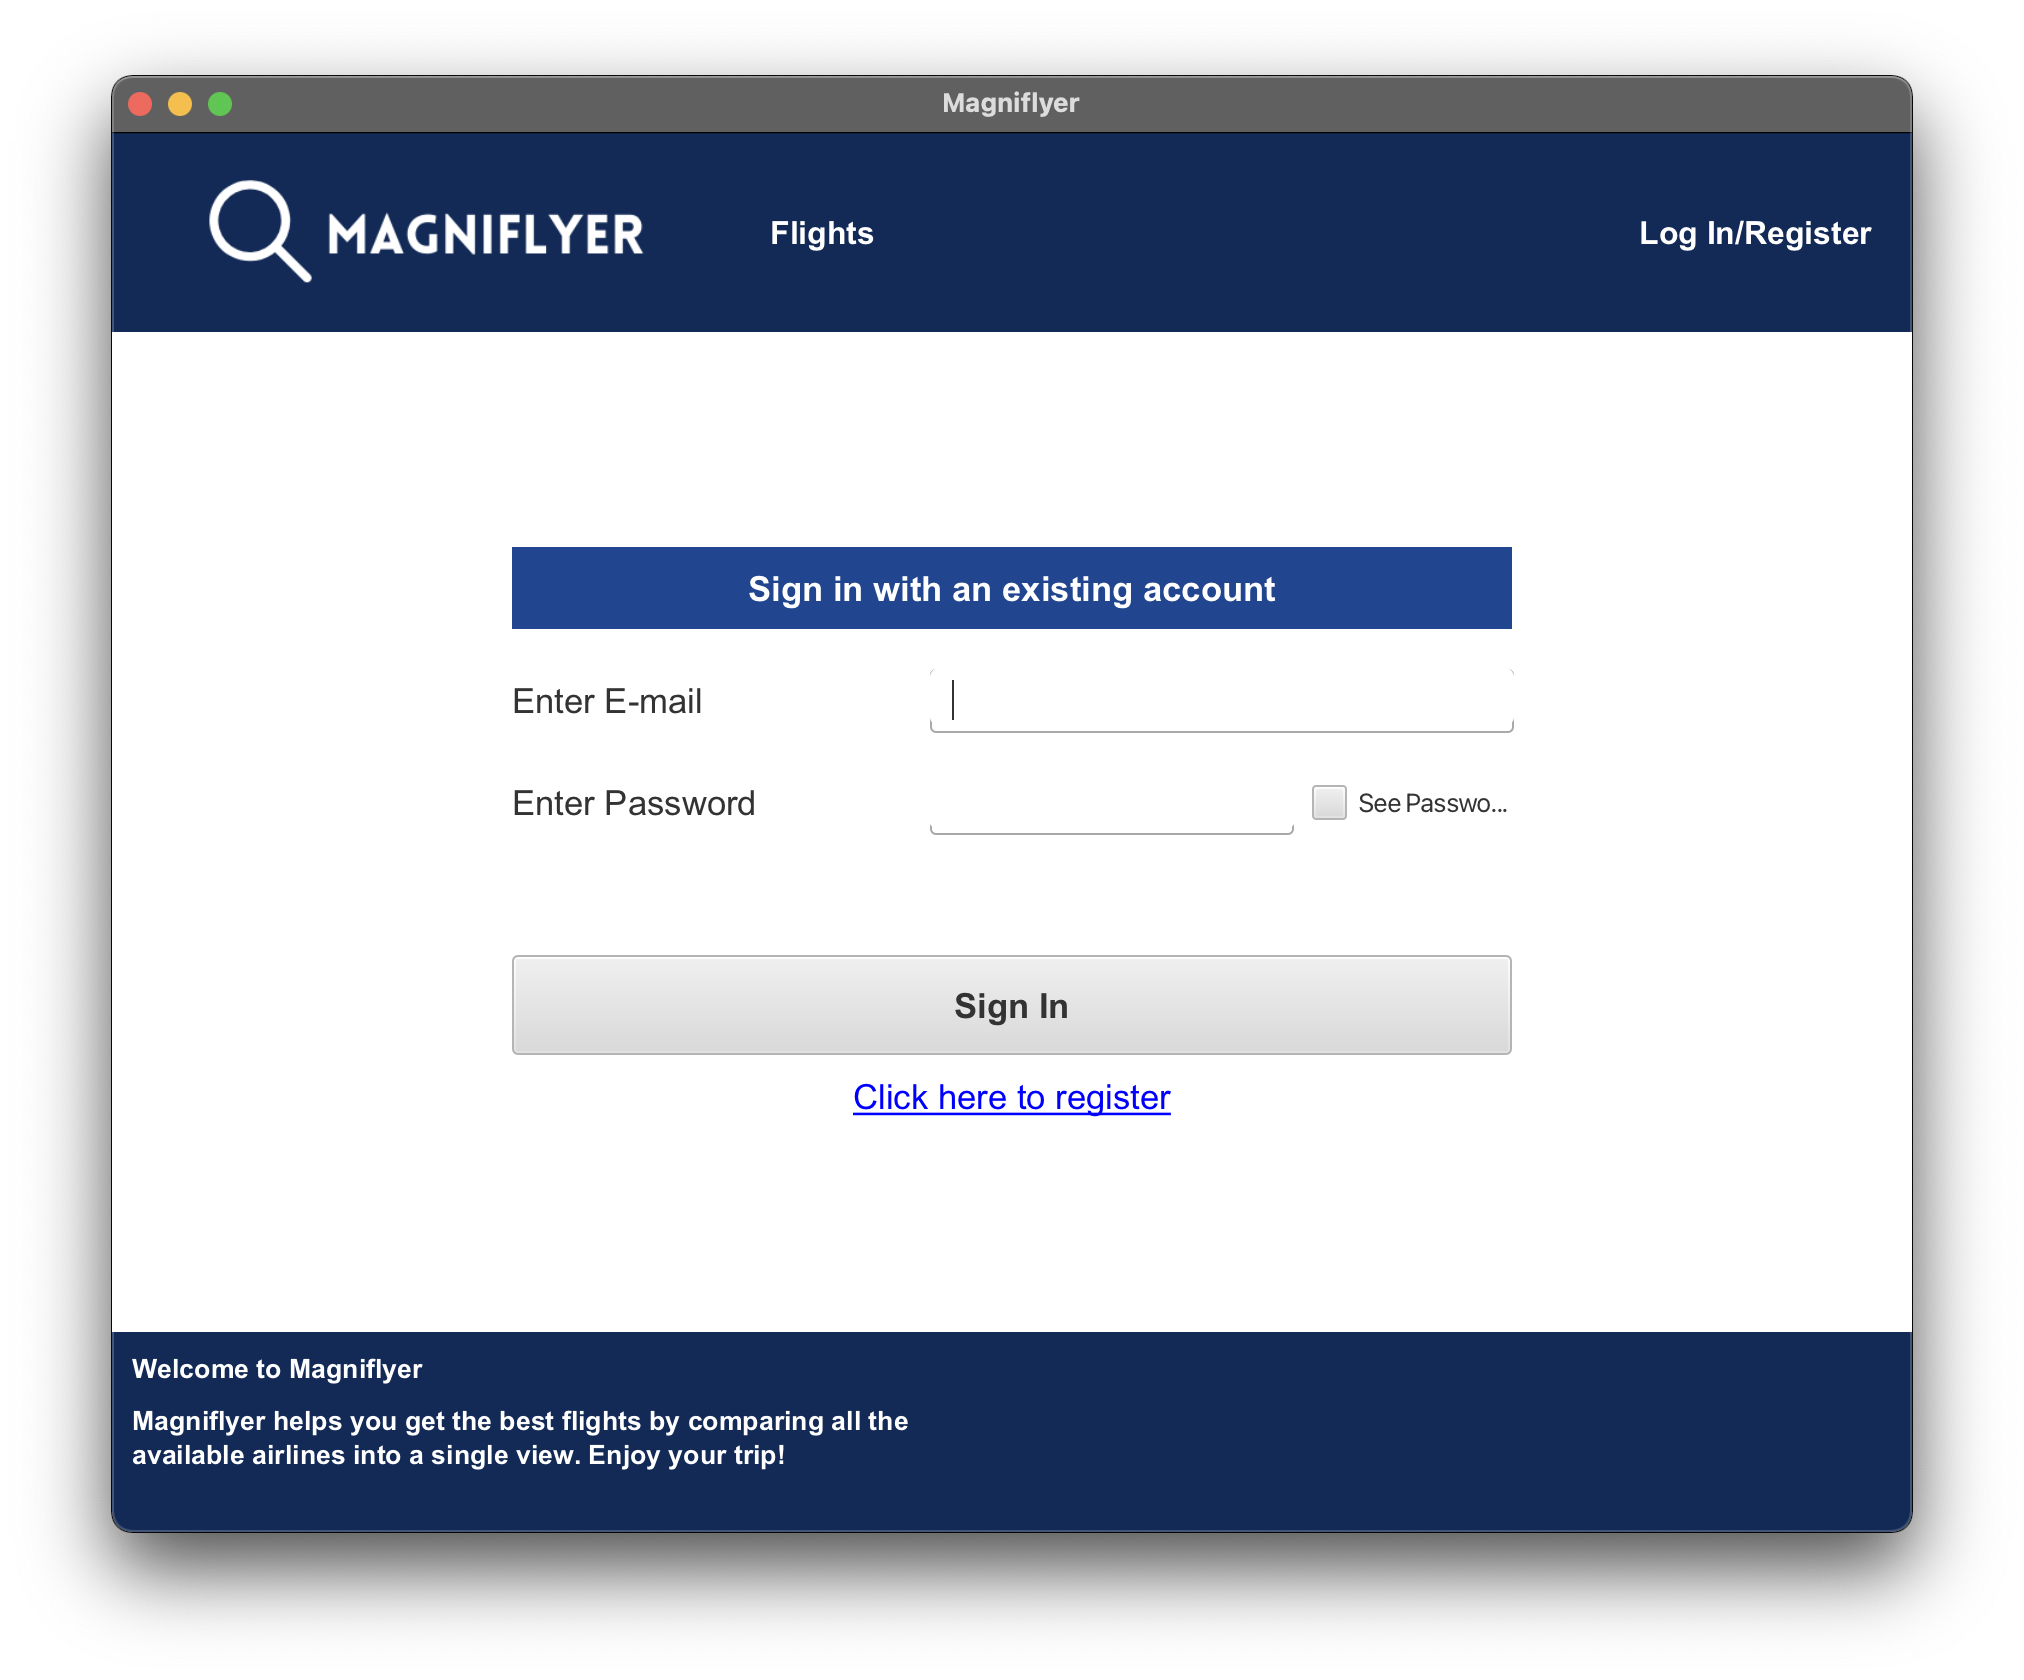 Magniflyer
MAGNIFLYER
Flights
Log In/Register
Sign in with an existing account
Enter E-mail
Enter Password
See Passwo...
Sign In
Click here to register
Welcome to Magniflyer
Magniflyer helps you get the best flights by comparing all the
available airlines into a single view. Enjoy your trip!